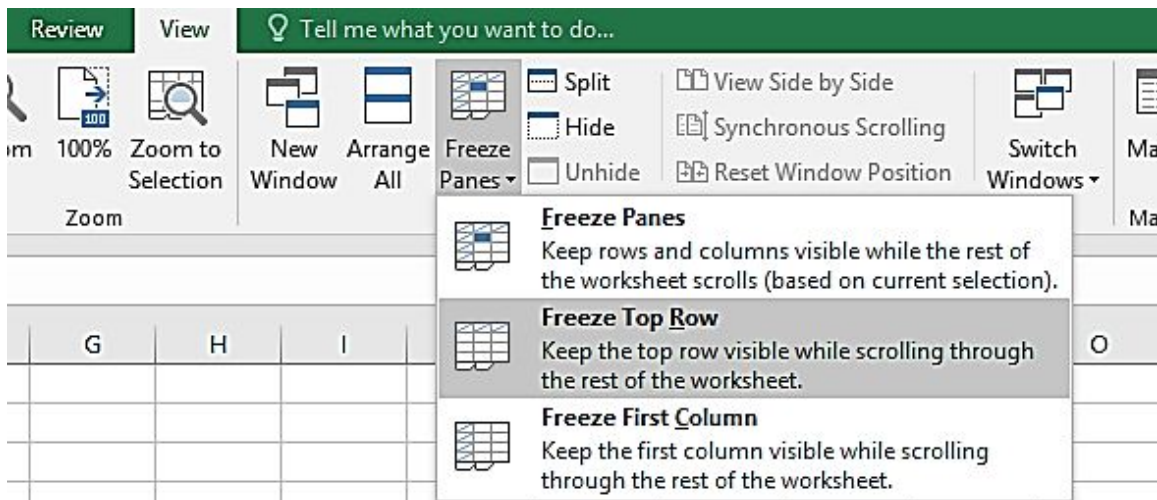 Review View Tell me what you want to do...
Split View Side by Side
Hide Synchronous Scrolling
100% Zoom to New Arrange Freeze Switch
Selection Window All Panes Unhide Reset Window Position Windows
Zoom
Freeze Panes
Keep rows and columns visible while the rest of
the worksheet scrolls (based on current selection).
Freeze Top Row
Keep the top row visible while scrolling through
the rest of the worksheet.
G H I O
Freeze First Column
Keep the first column visible while scrolling
through the rest of the worksheet.